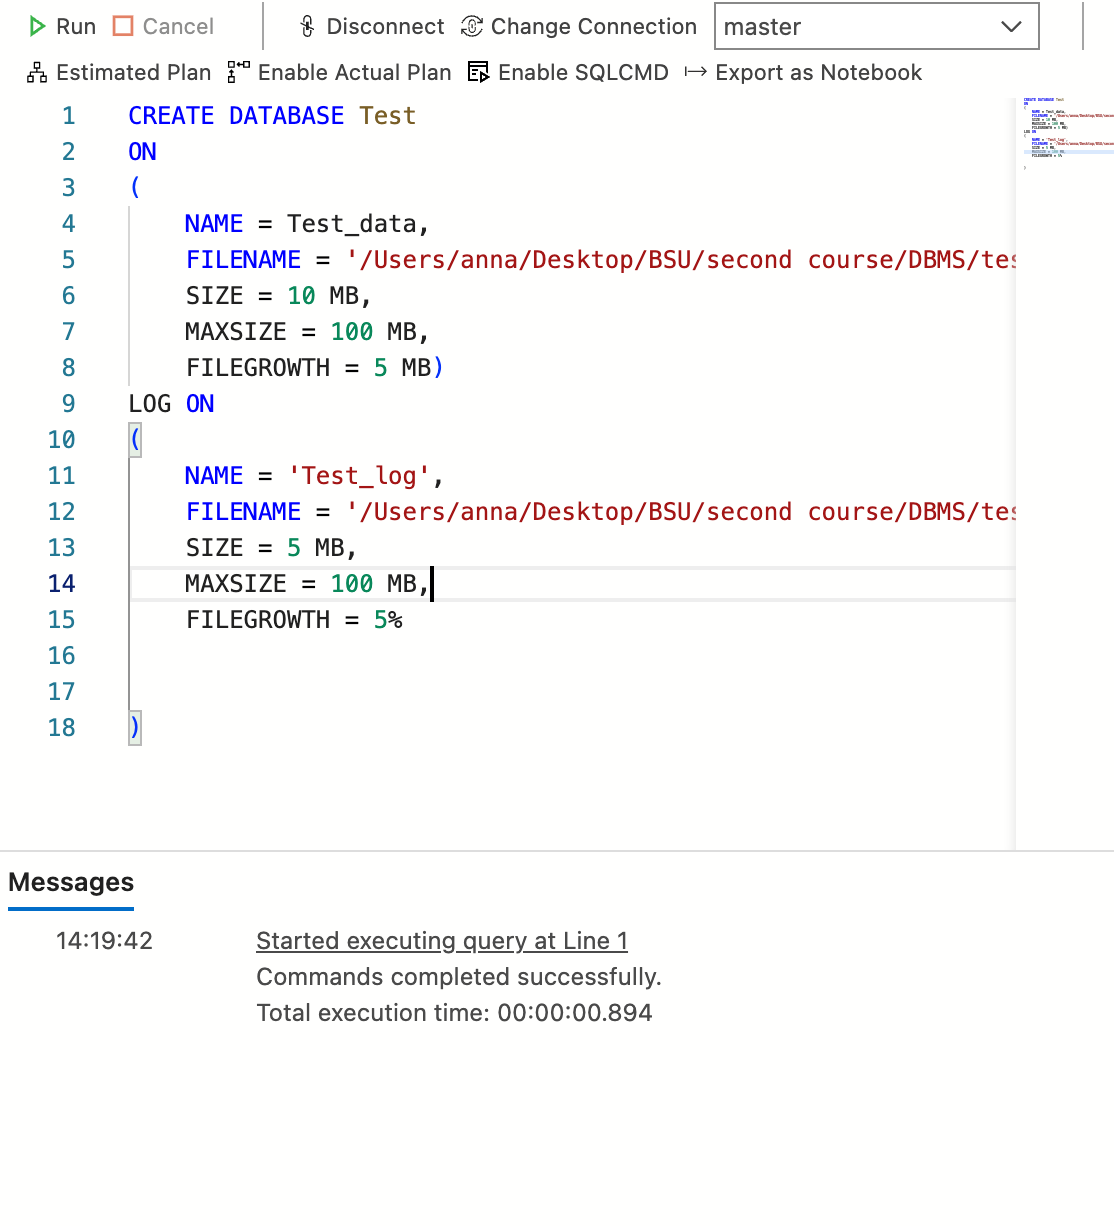 Run Cancel Disconnect Change Connection master
Estimated Plan Enable Actual Plan Enable SQLCMD Export as Notebook
1 CREATE DATABASE Test
2 ON
3 (
4 NAME = Test_data,
5 FILENAME = '/Users/anna/Desktop/BSU/second course/DBMS/tes
6 SIZE = 10 MB,
7 MAXSIZE = 100 MB,
8 FILEGROWTH = 5 MB)
9 LOG ON
10 (
11 NAME = 'Test_log',
12 FILENAME = '/Users/anna/Desktop/BSU/second course/DBMS/tes
13 SIZE = 5 MB,
14 MAXSIZE = 100 MB,
15 FILEGROWTH = 5%
16
17
18 )
Messages
14:19:42 Started executing query at Line 1
Commands completed successfully.
Total execution time: 00:00:00.894